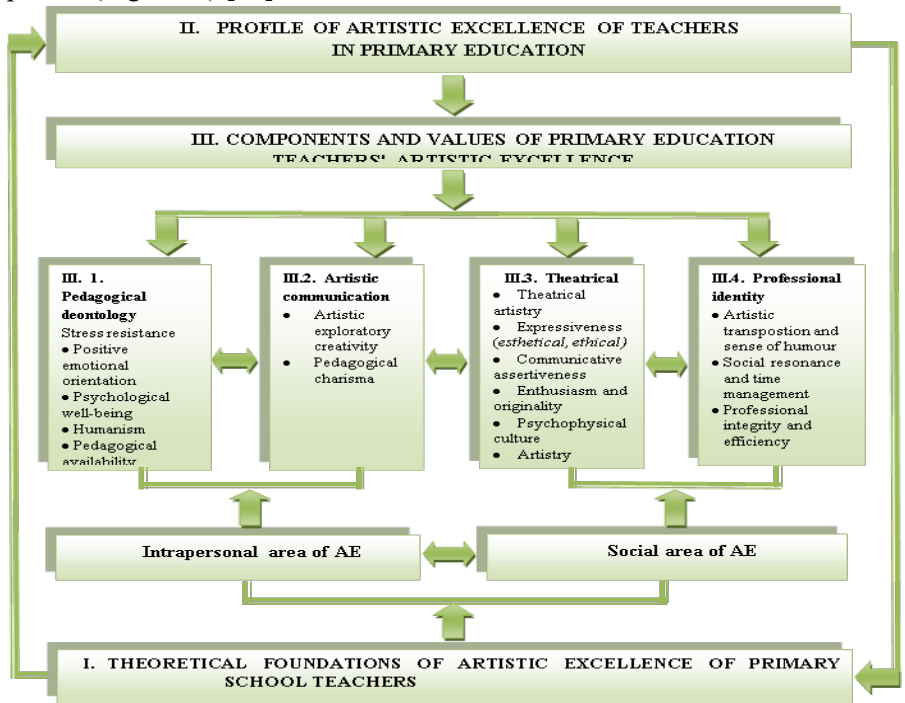 II. PROFILE OF ARTISTIC EXCELLENCE OF TEACHERS
IN PRIMARY EDUCATION
III. COMPONENTS AND VALUES OF PRIMARY EDUCATION
TEACHERS' ARTISTIC EXCELLENCE
III. 1.
Pedagogical
deontology
Stress resistance
● Positive
emotional
orientation
● Psychological
well-being
● Humanism
● Pedagogical
availability
III.2. Artistic
communication
● Artistic
exploratory
creativity
● Pedagogical
charisma
III.3. Theatrical
● Theatrical
artistry
● Expressiveness
(esthetical, ethical)
● Communicative
assertiveness
● Enthusiasm and
originality
● Psychophysical
culture
● Artistry
III.4. Professional
identity
● Artistic
transpostion and
sense of humour
● Social resonance
and time
management
● Professional
integrity and
efficiency
Intrapersonal area of AE
Social area of AE
I. THEORETICAL FOUNDATIONS OF ARTISTIC EXCELLENCE OF PRIMARY
SCHOOL TEACHERS